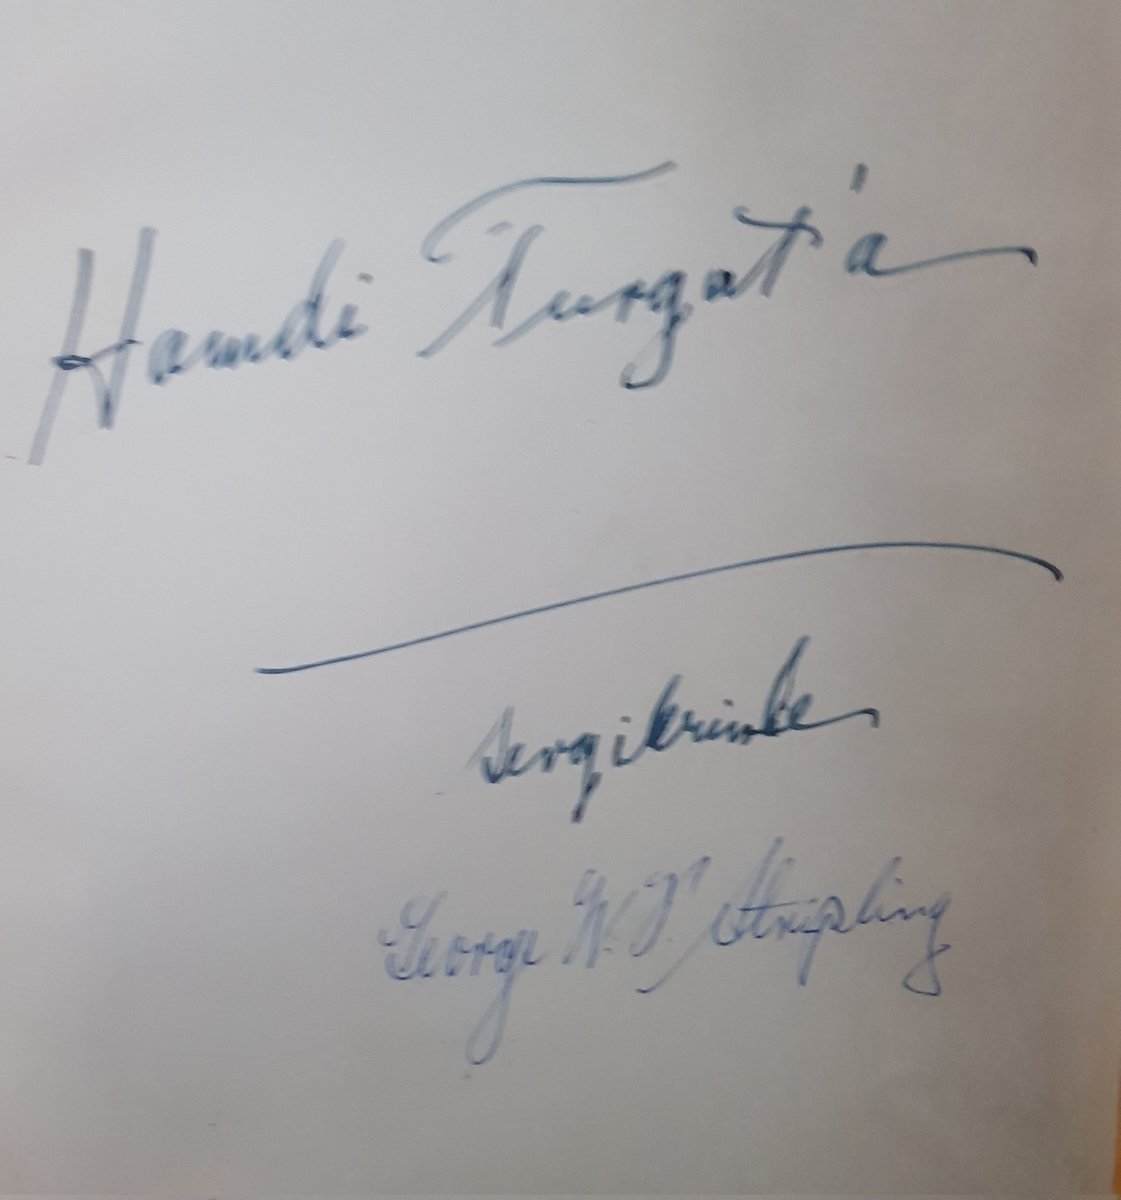 Hamdi Turgut'a
sevgilerimle
George W. T. Stripling